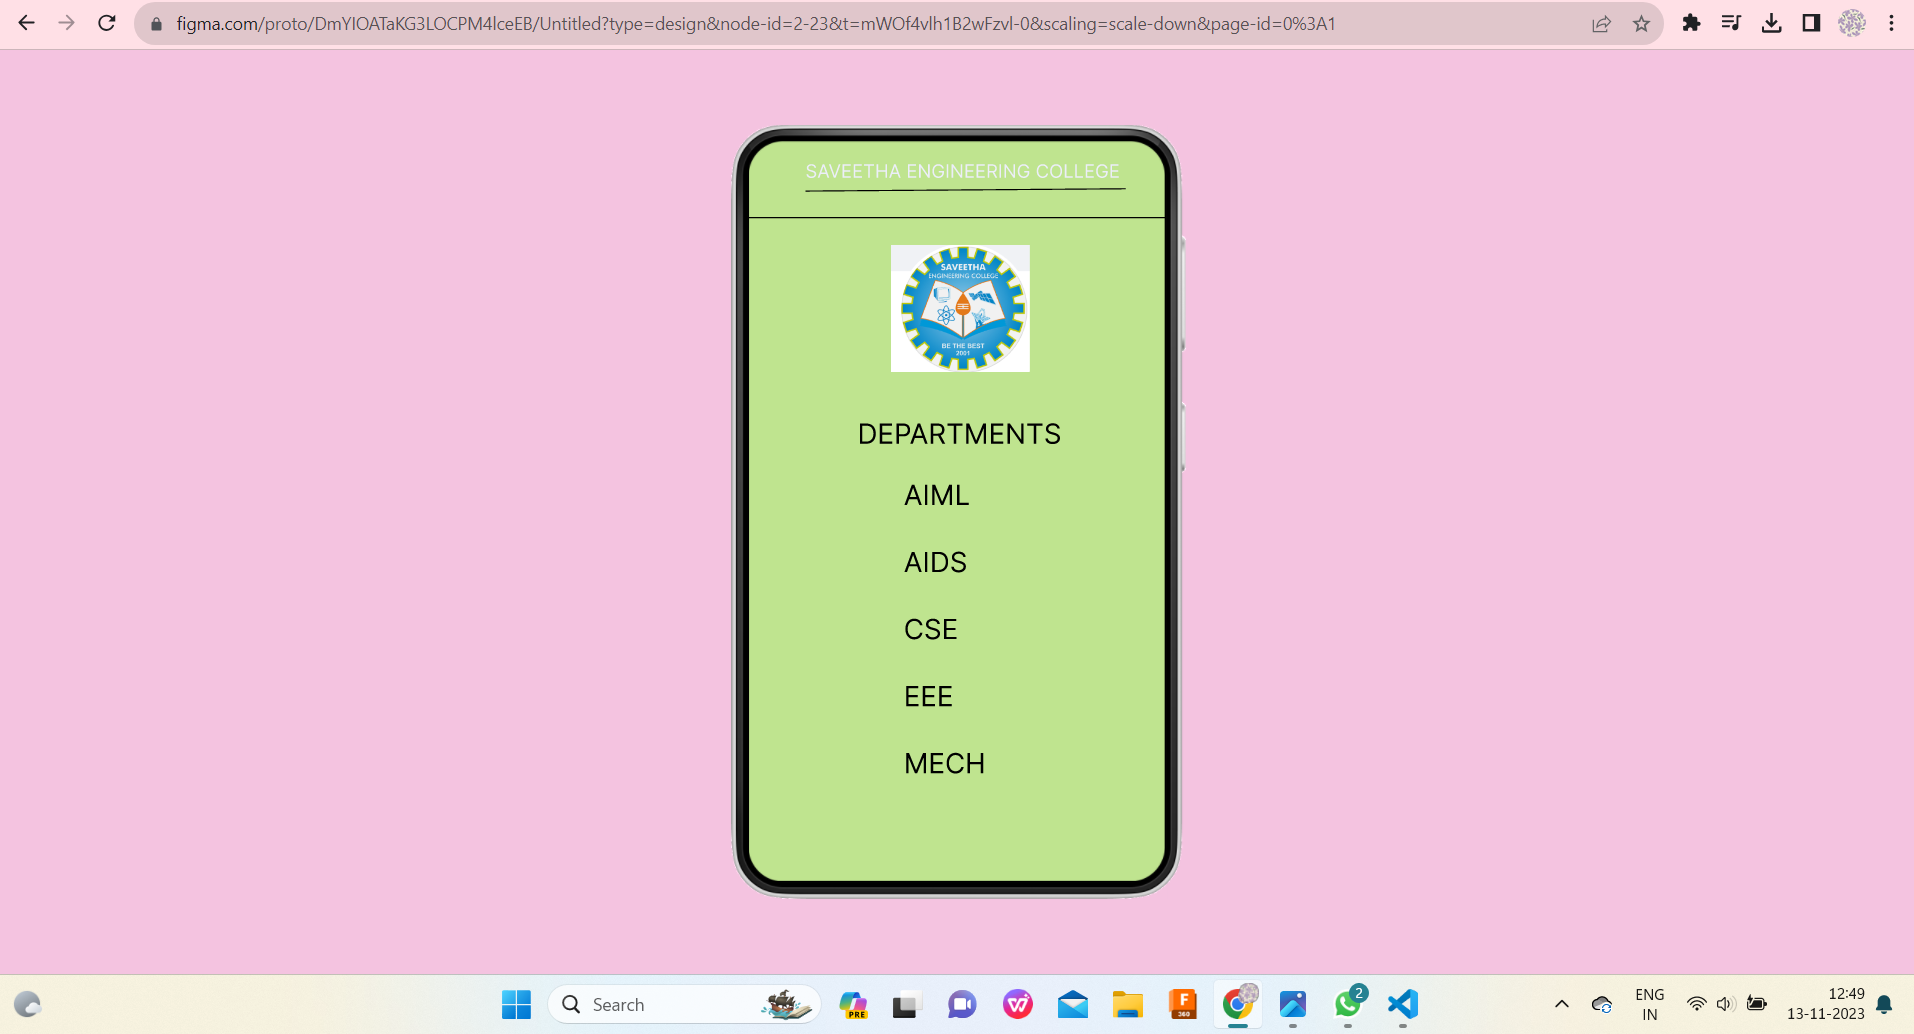 figma.com/proto/DmYIOATaKG3LOCPM4lceEB/Untitled?type=design&node-id=2-23&t=mWOf4vlh1B2wFzvl-0&scaling=scale-down&page-id=0%3A1
SAVEETHA ENGINEERING COLLEGE
SAVEETHA
ENGINEERING COLLEGE
BE THE BEST
2001
DEPARTMENTS
AIML
AIDS
CSE
EEE
MECH
Search
PRE
F
360
2
ENG
IN
12:49
13-11-2023